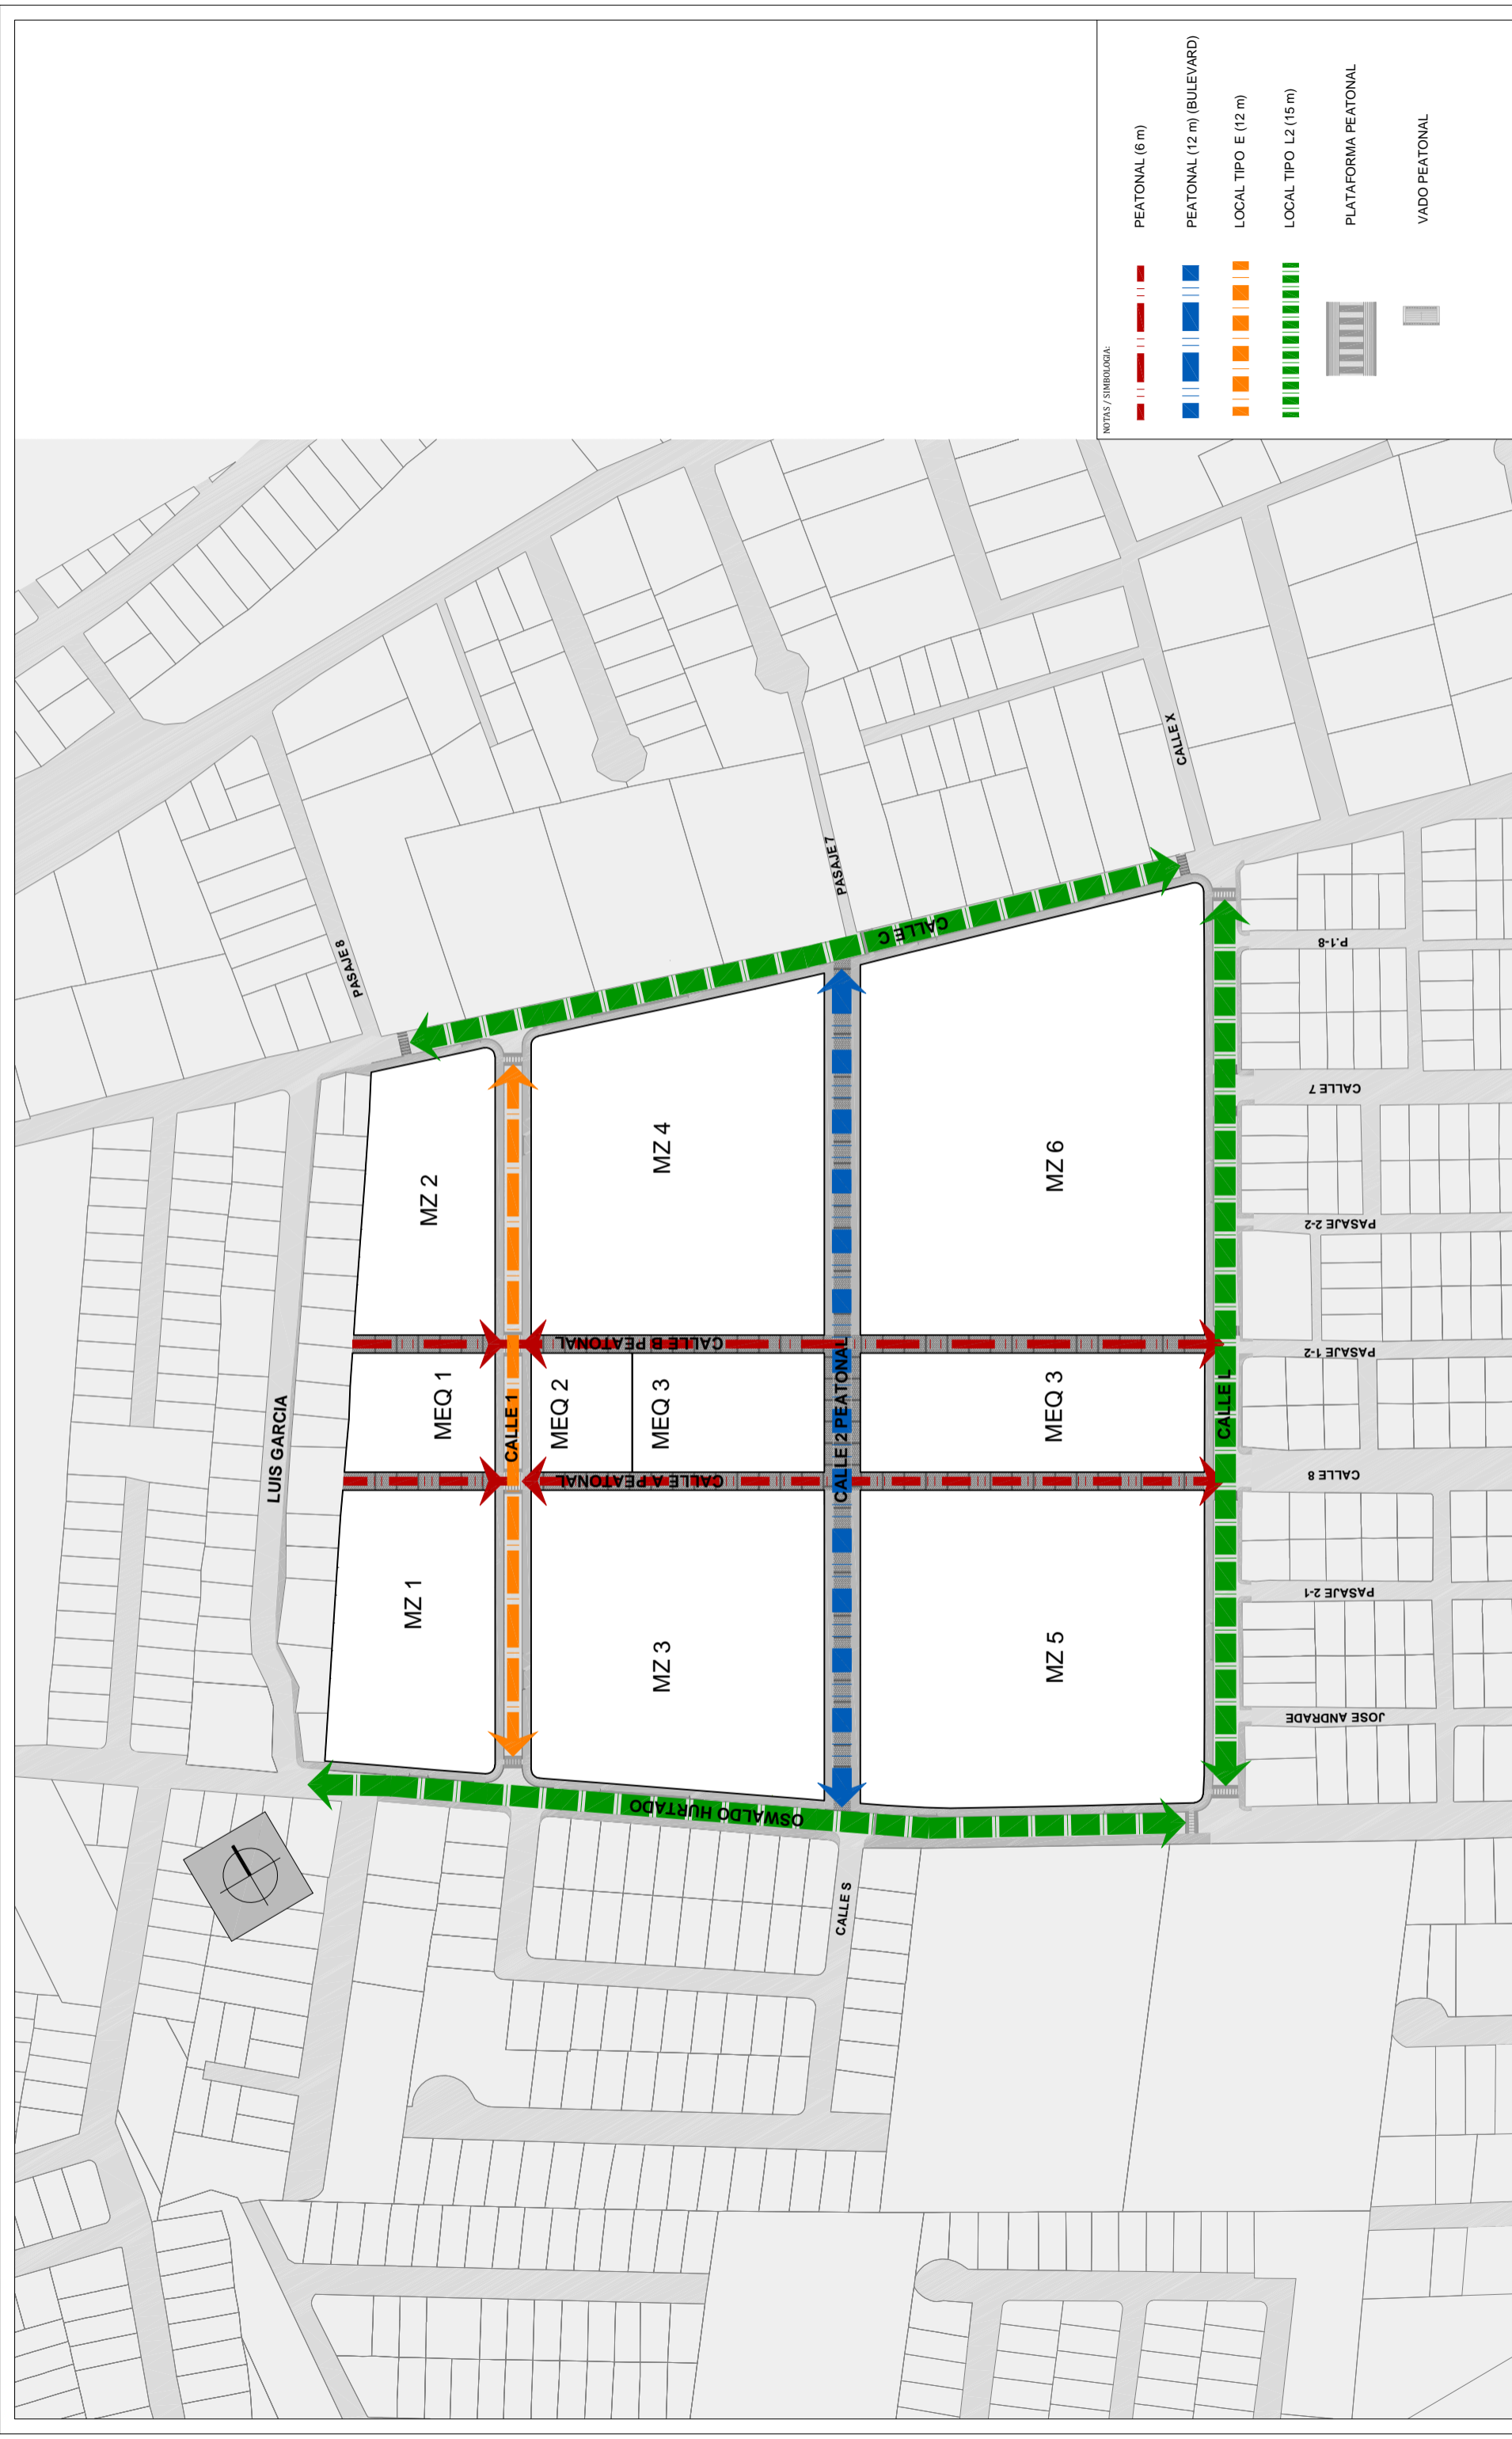 NOTAS / SIMBOLOGIA:
PEATONAL (6 m)
PEATONAL (12 m) (BULEVARD)
LOCAL TIPO E (12 m)
LOCAL TIPO L2 (15 m)
PLATAFORMA PEATONAL
VADO PEATONAL
LUIS GARCIA
PASAJE 8
PASAJE 7
CALLE X
CALLE C
MZ 2
MZ 4
MZ 6
MEQ 1
CALLE 1
MEQ 2
MEQ 3
CALLE B PEATONAL
CALLE 2 PEATONAL
MEQ 3
CALLE L
CALLE A PEATONAL
MZ 1
MZ 3
MZ 5
OSWALDO HURTADO
CALLE S
P.1-8
CALLE 7
PASAJE 2-2
PASAJE 1-2
CALLE 8
PASAJE 2-1
JOSE ANDRADE